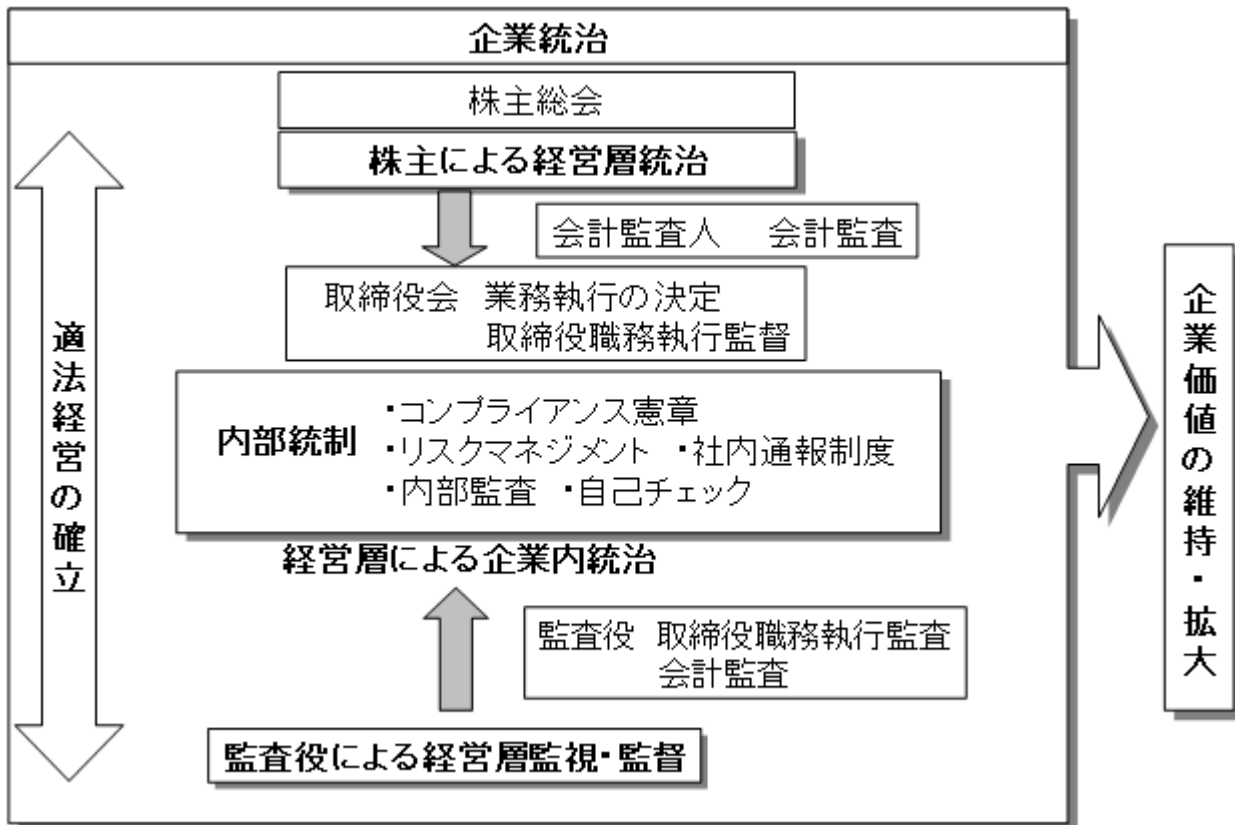 企業統治
株主総会
株主による経営層統治
会計監査人　会計監査
取締役会　業務執行の決定
取締役職務執行監督
内部統制
・コンプライアンス憲章
・リスクマネジメント　・社内通報制度
・内部監査　・自己チェック
経営層による企業内統治
監査役　取締役職務執行監査
会計監査
監査役による経営層監視・監督
適法経営の確立
企業価値の維持・拡大